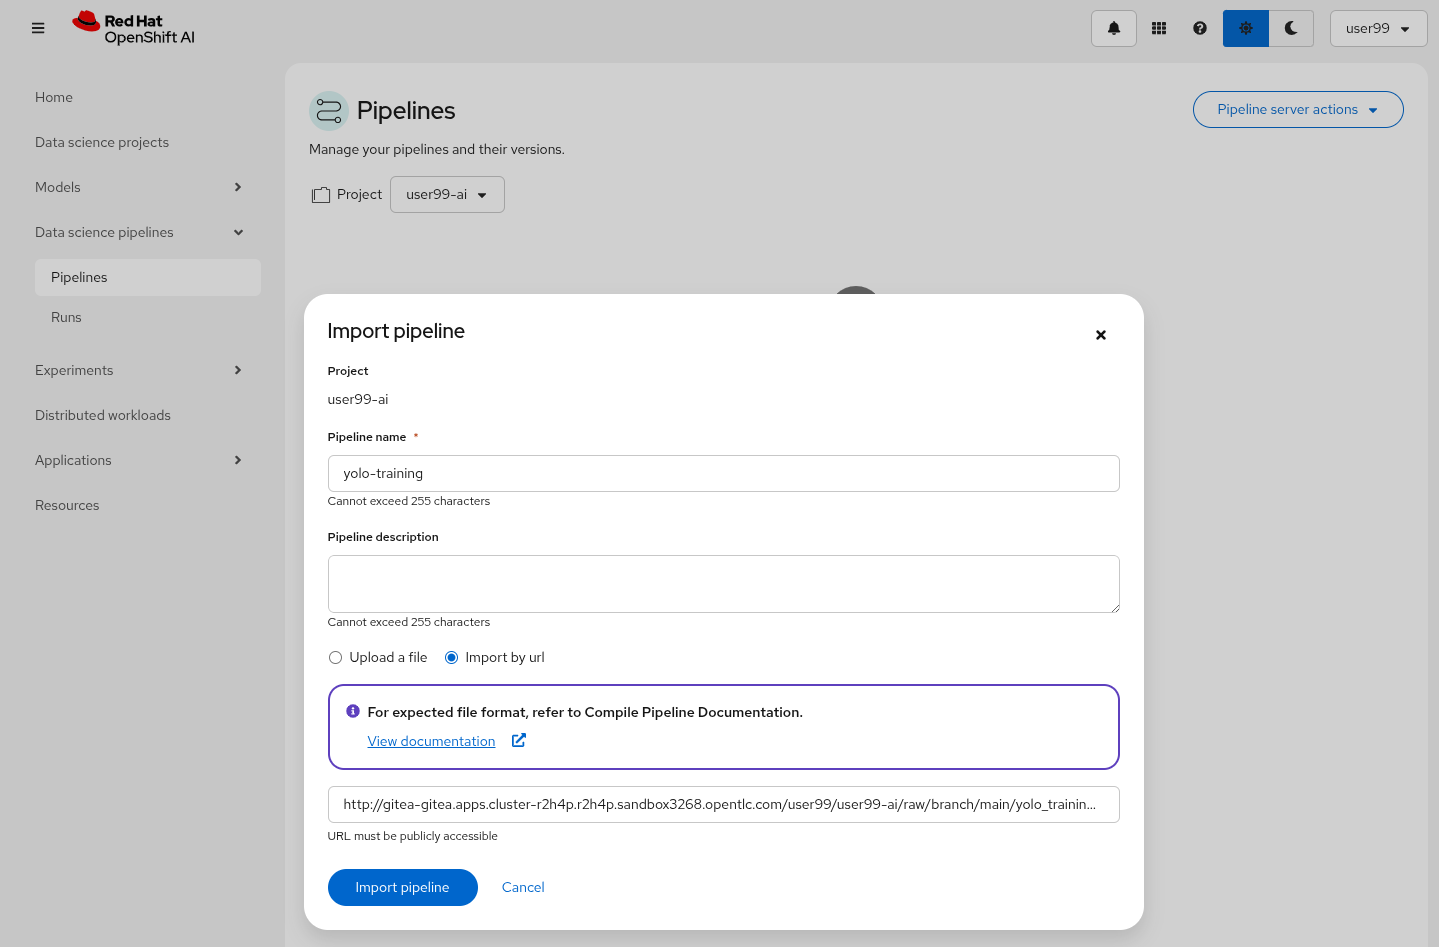 Red Hat
OpenShift AI
user99
Home
Data science projects
Models
Data science pipelines
Pipelines
Runs
Experiments
Distributed workloads
Applications
Resources
Pipelines
Pipeline server actions
Manage your pipelines and their versions.
Project user99-ai
Import pipeline
Project
user99-ai
Pipeline name *
yolo-training
Cannot exceed 255 characters
Pipeline description
Cannot exceed 255 characters
Upload a file Import by url
For expected file format, refer to Compile Pipeline Documentation.
View documentation
http://gitea-gitea.apps.cluster-r2h4p.r2h4p.sandbox3268.opentlc.com/user99/user99-ai/raw/branch/main/yolo_trainin...
URL must be publicly accessible
Import pipeline Cancel